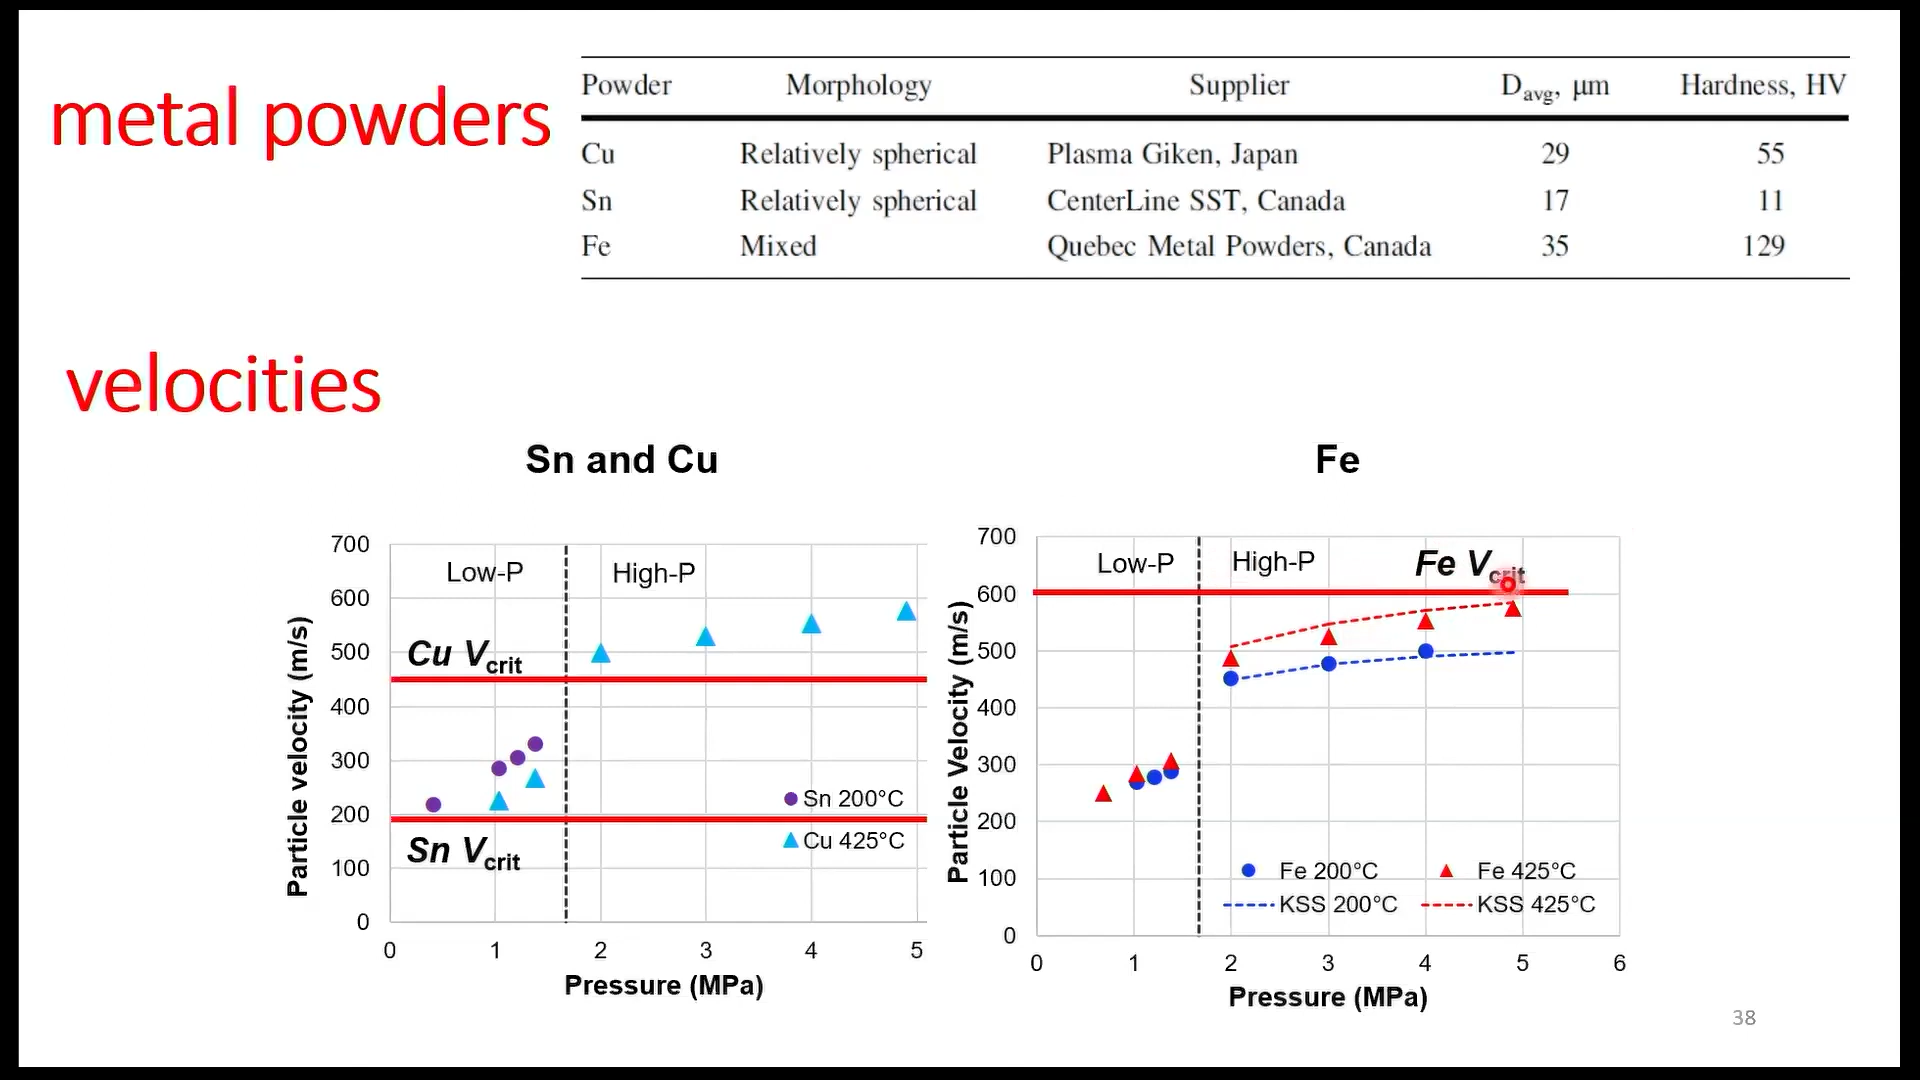 metal powders
Powder Morphology Supplier Davg, μm Hardness, HV
Cu Relatively spherical Plasma Giken, Japan 29 55
Sn Relatively spherical CenterLine SST, Canada 17 11
Fe Mixed Quebec Metal Powders, Canada 35 129
velocities
Sn and Cu
700
600
500
400
300
200
100
0
Particle velocity (m/s)
Low-P
High-P
Cu Vcrit
Sn Vcrit
Sn 200°C
Cu 425°C
0 1 2 3 4 5
Pressure (MPa)
Fe
700
600
500
400
300
200
100
0
Particle Velocity (m/s)
Low-P
High-P
Fe Vcrit
Fe 200°C Fe 425°C
KSS 200°C KSS 425°C
0 1 2 3 4 5 6
Pressure (MPa)
38